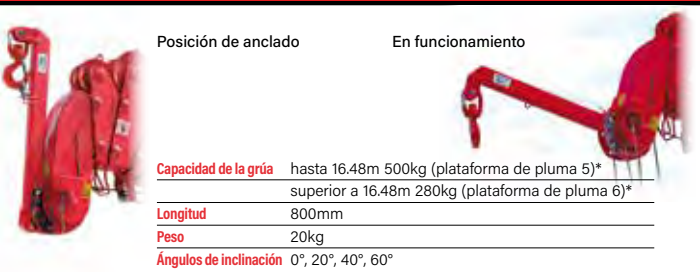 Posición de anclado
En funcionamiento
Capacidad de la grúa hasta 16.48m 500kg (plataforma de pluma 5)*
superior a 16.48m 280kg (plataforma de pluma 6)*
Longitud 800mm
Peso 20kg
Ángulos de inclinación 0°, 20°, 40°, 60°